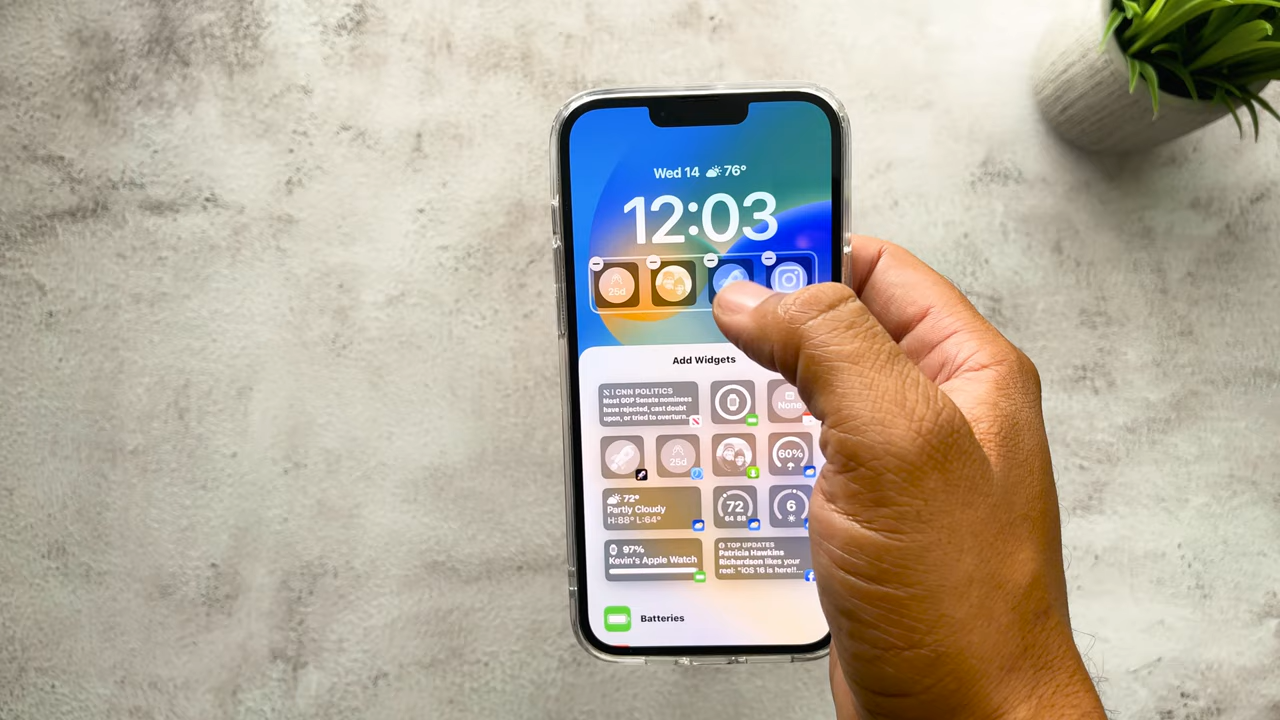 Wed 14 76°
12:03
25d
Add Widgets
CNN POLITICS
Most GOP Senate nominees
have rejected, cast doubt
upon, or tried to overturn...
None
25d
60%
72°
Partly Cloudy
H:88° L:64°
72
64 88
6
97%
Kevin's Apple Watch
TOP UPDATES
Patricia Hawkins
Richardson likes your
reel: "iOS 16 is here!!...
Batteries